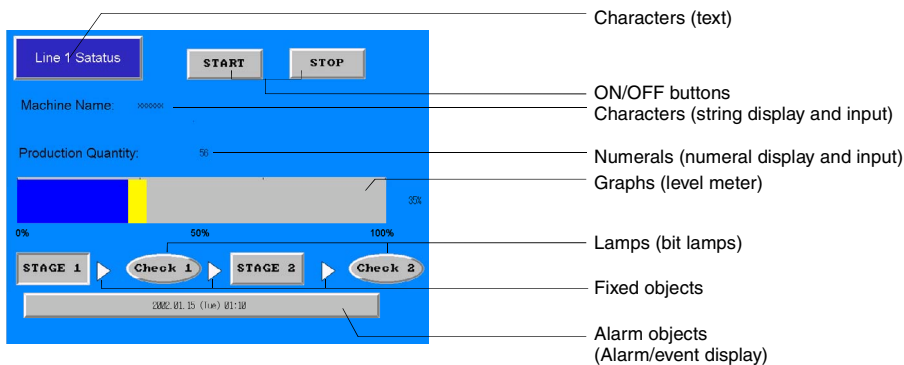 Characters (text)
Line 1 Satatus
START
STOP
ON/OFF buttons
Machine Name: xxxxxxx
Characters (string display and input)
Production Quantity: 56
Numerals (numeral display and input)
Graphs (level meter)
35%
0% 50% 100%
Lamps (bit lamps)
STAGE 1
Check 1
STAGE 2
Check 2
Fixed objects
2002.01.15 (Tue) 01:10
Alarm objects
(Alarm/event display)